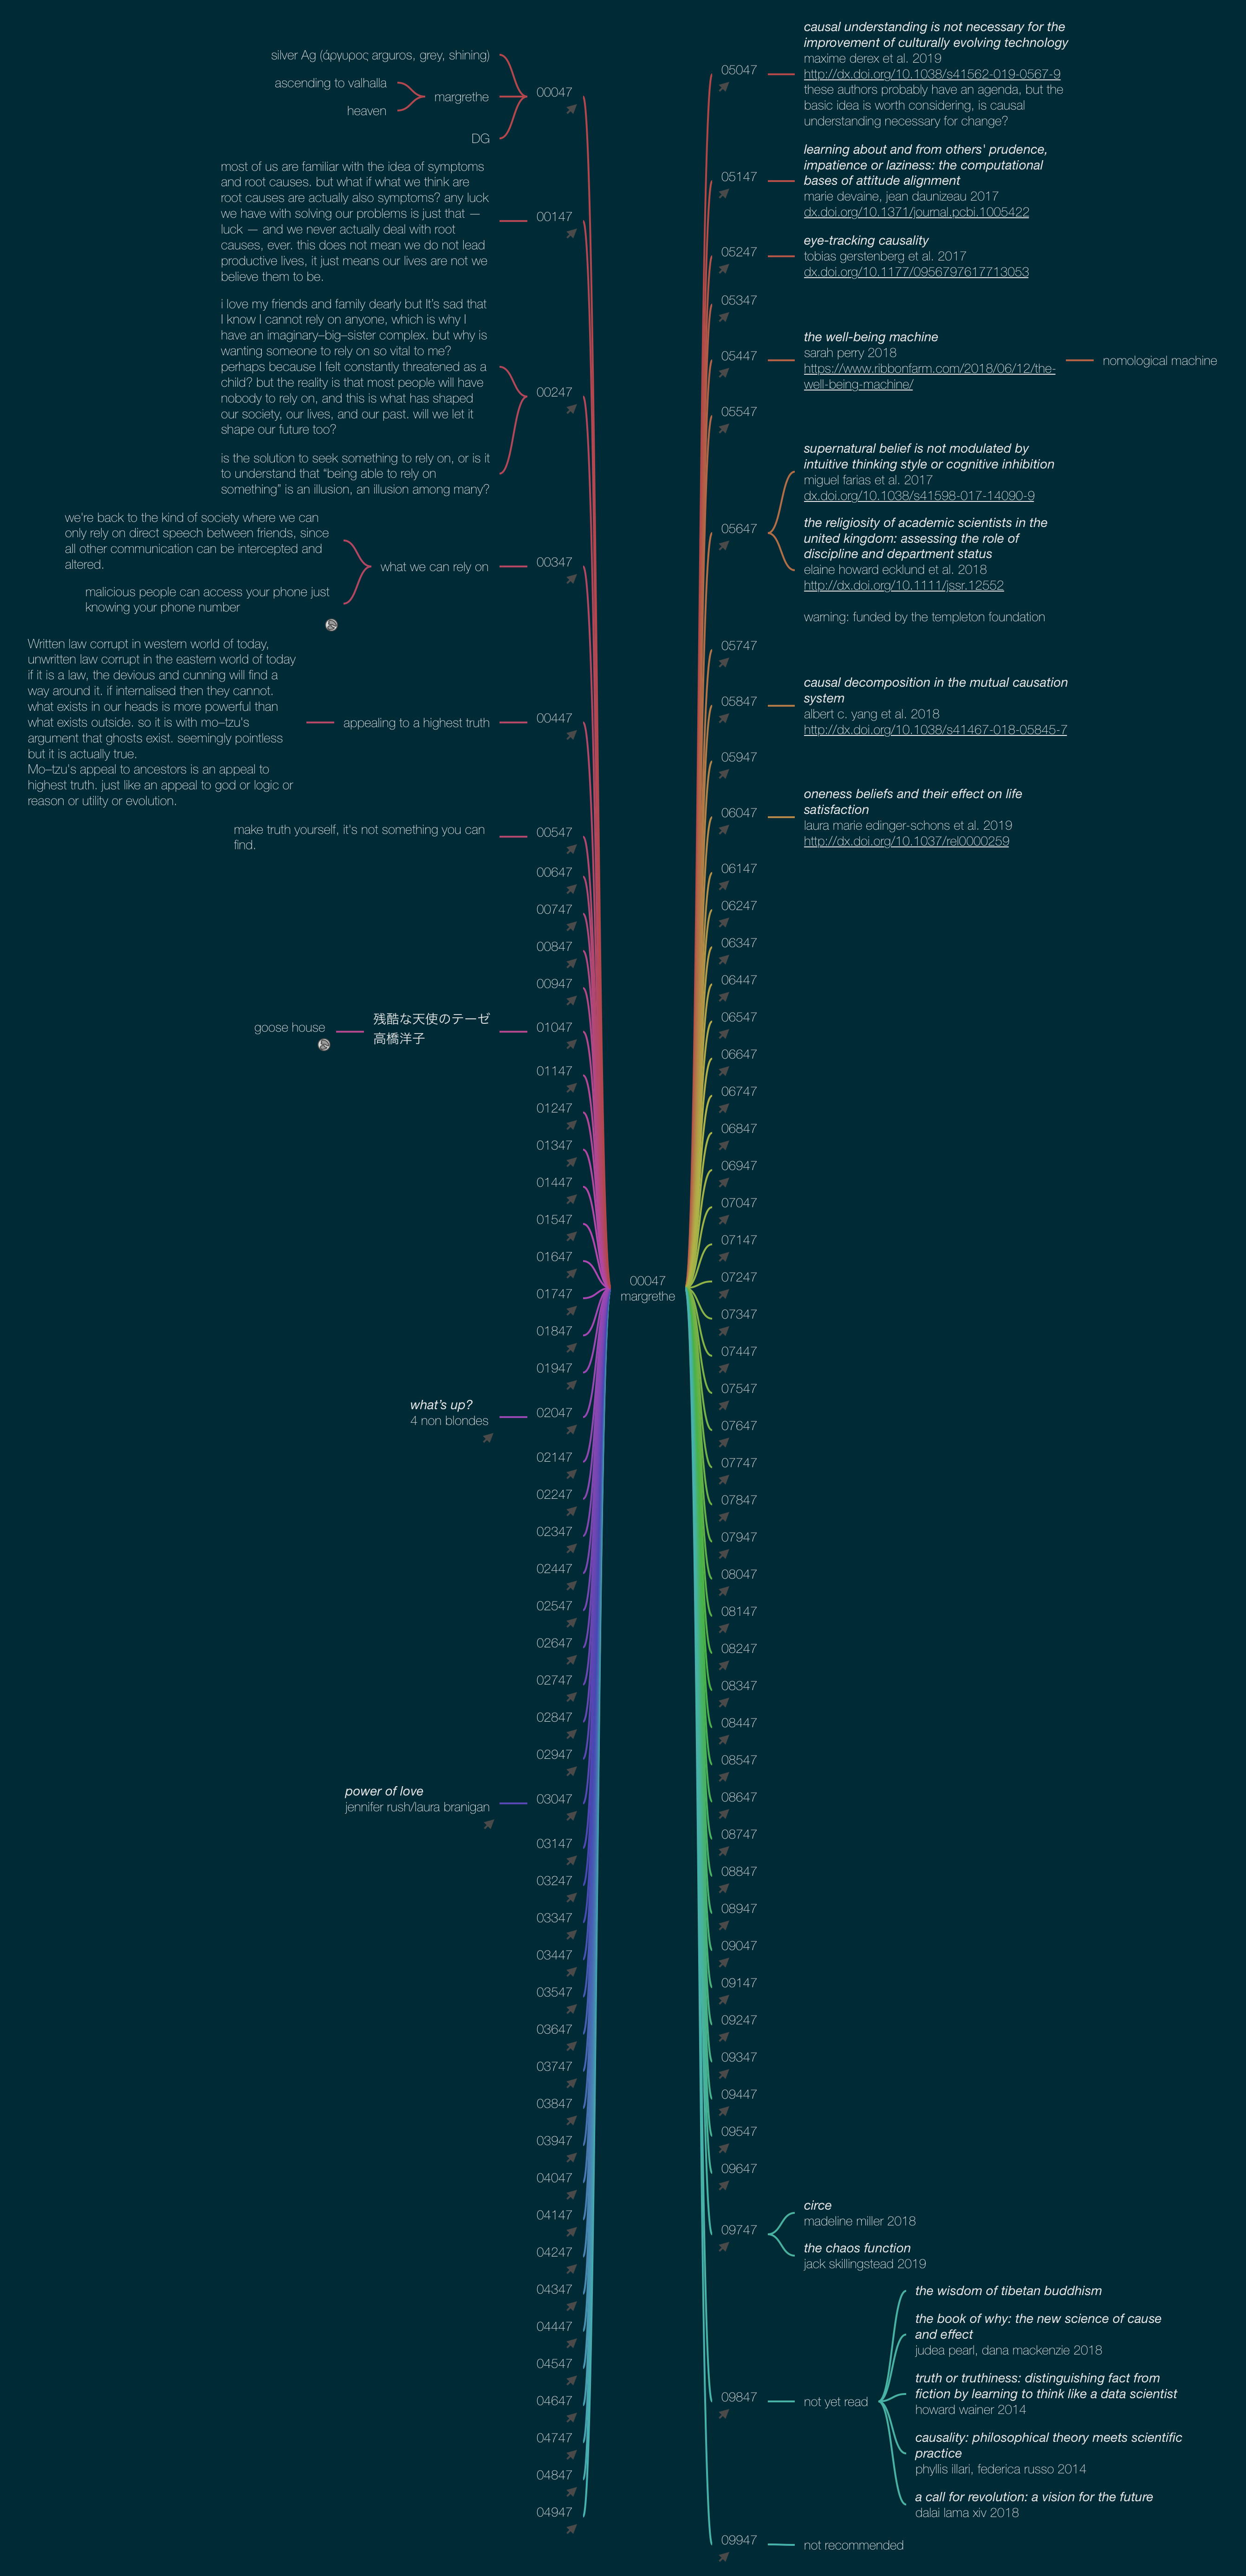 silver Ag (άργυρος arguros, grey, shining)
ascending to valhalla
heaven
margrethe
DG
00047
most of us are familiar with the idea of symptoms
and root causes. but what if what we think are
root causes are actually also symptoms? any luck
we have with solving our problems is just that —
luck — and we never actually deal with root
causes, ever. this does not mean we do not lead
productive lives, it just means our lives are not we
believe them to be.
00147
i love my friends and family dearly but It's sad that
I know I cannot rely on anyone, which is why I
have an imaginary–big–sister complex. but why is
wanting someone to rely on so vital to me?
perhaps because I felt constantly threatened as a
child? but the reality is that most people will have
nobody to rely on, and this is what has shaped
our society, our lives, and our past. will we let it
shape our future too?
is the solution to seek something to rely on, or is it
to understand that “being able to rely on
something” is an illusion, an illusion among many?
00247
we're back to the kind of society where we can
only rely on direct speech between friends, since
all other communication can be intercepted and
altered.
malicious people can access your phone just
knowing your phone number
what we can rely on
00347
Written law corrupt in western world of today,
unwritten law corrupt in the eastern world of today
if it is a law, the devious and cunning will find a
way around it. if internalised then they cannot.
what exists in our heads is more powerful than
what exists outside. so it is with mo–tzu's
argument that ghosts exist. seemingly pointless
but it is actually true.
Mo–tzu's appeal to ancestors is an appeal to
highest truth. just like an appeal to god or logic or
reason or utility or evolution.
appealing to a highest truth
00447
make truth yourself, it's not something you can
find.
00547
00647
00747
00847
00947
goose house
残酷な天使のテーゼ
高橋洋子
01047
01147
01247
01347
01447
01547
01647
01747
01847
01947
what's up?
4 non blondes
02047
02147
02247
02347
02447
02547
02647
02747
02847
02947
power of love
jennifer rush/laura branigan
03047
03147
03247
03347
03447
03547
03647
03747
03847
03947
04047
04147
04247
04347
04447
04547
04647
04747
04847
04947
00047
margrethe
05047
causal understanding is not necessary for the
improvement of culturally evolving technology
maxime derex et al. 2019
http://dx.doi.org/10.1038/s41562-019-0567-9
these authors probably have an agenda, but the
basic idea is worth considering, is causal
understanding necessary for change?
05147
learning about and from others' prudence,
impatience or laziness: the computational
bases of attitude alignment
marie devaine, jean daunizeau 2017
dx.doi.org/10.1371/journal.pcbi.1005422
05247
eye-tracking causality
tobias gerstenberg et al. 2017
dx.doi.org/10.1177/0956797617713053
05347
05447
the well-being machine
sarah perry 2018
https://www.ribbonfarm.com/2018/06/12/the-
well-being-machine/
nomological machine
05547
05647
supernatural belief is not modulated by
intuitive thinking style or cognitive inhibition
miguel farias et al. 2017
dx.doi.org/10.1038/s41598-017-14090-9
the religiosity of academic scientists in the
united kingdom: assessing the role of
discipline and department status
elaine howard ecklund et al. 2018
http://dx.doi.org/10.1111/jssr.12552
warning: funded by the templeton foundation
05747
05847
causal decomposition in the mutual causation
system
albert c. yang et al. 2018
http://dx.doi.org/10.1038/s41467-018-05845-7
05947
06047
oneness beliefs and their effect on life
satisfaction
laura marie edinger-schons et al. 2019
http://dx.doi.org/10.1037/rel0000259
06147
06247
06347
06447
06547
06647
06747
06847
06947
07047
07147
07247
07347
07447
07547
07647
07747
07847
07947
08047
08147
08247
08347
08447
08547
08647
08747
08847
08947
09047
09147
09247
09347
09447
09547
09647
09747
circe
madeline miller 2018
the chaos function
jack skillingstead 2019
09847
not yet read
the wisdom of tibetan buddhism
the book of why: the new science of cause
and effect
judea pearl, dana mackenzie 2018
truth or truthiness: distinguishing fact from
fiction by learning to think like a data scientist
howard wainer 2014
causality: philosophical theory meets scientific
practice
phyllis illari, federica russo 2014
a call for revolution: a vision for the future
dalai lama xiv 2018
09947
not recommended